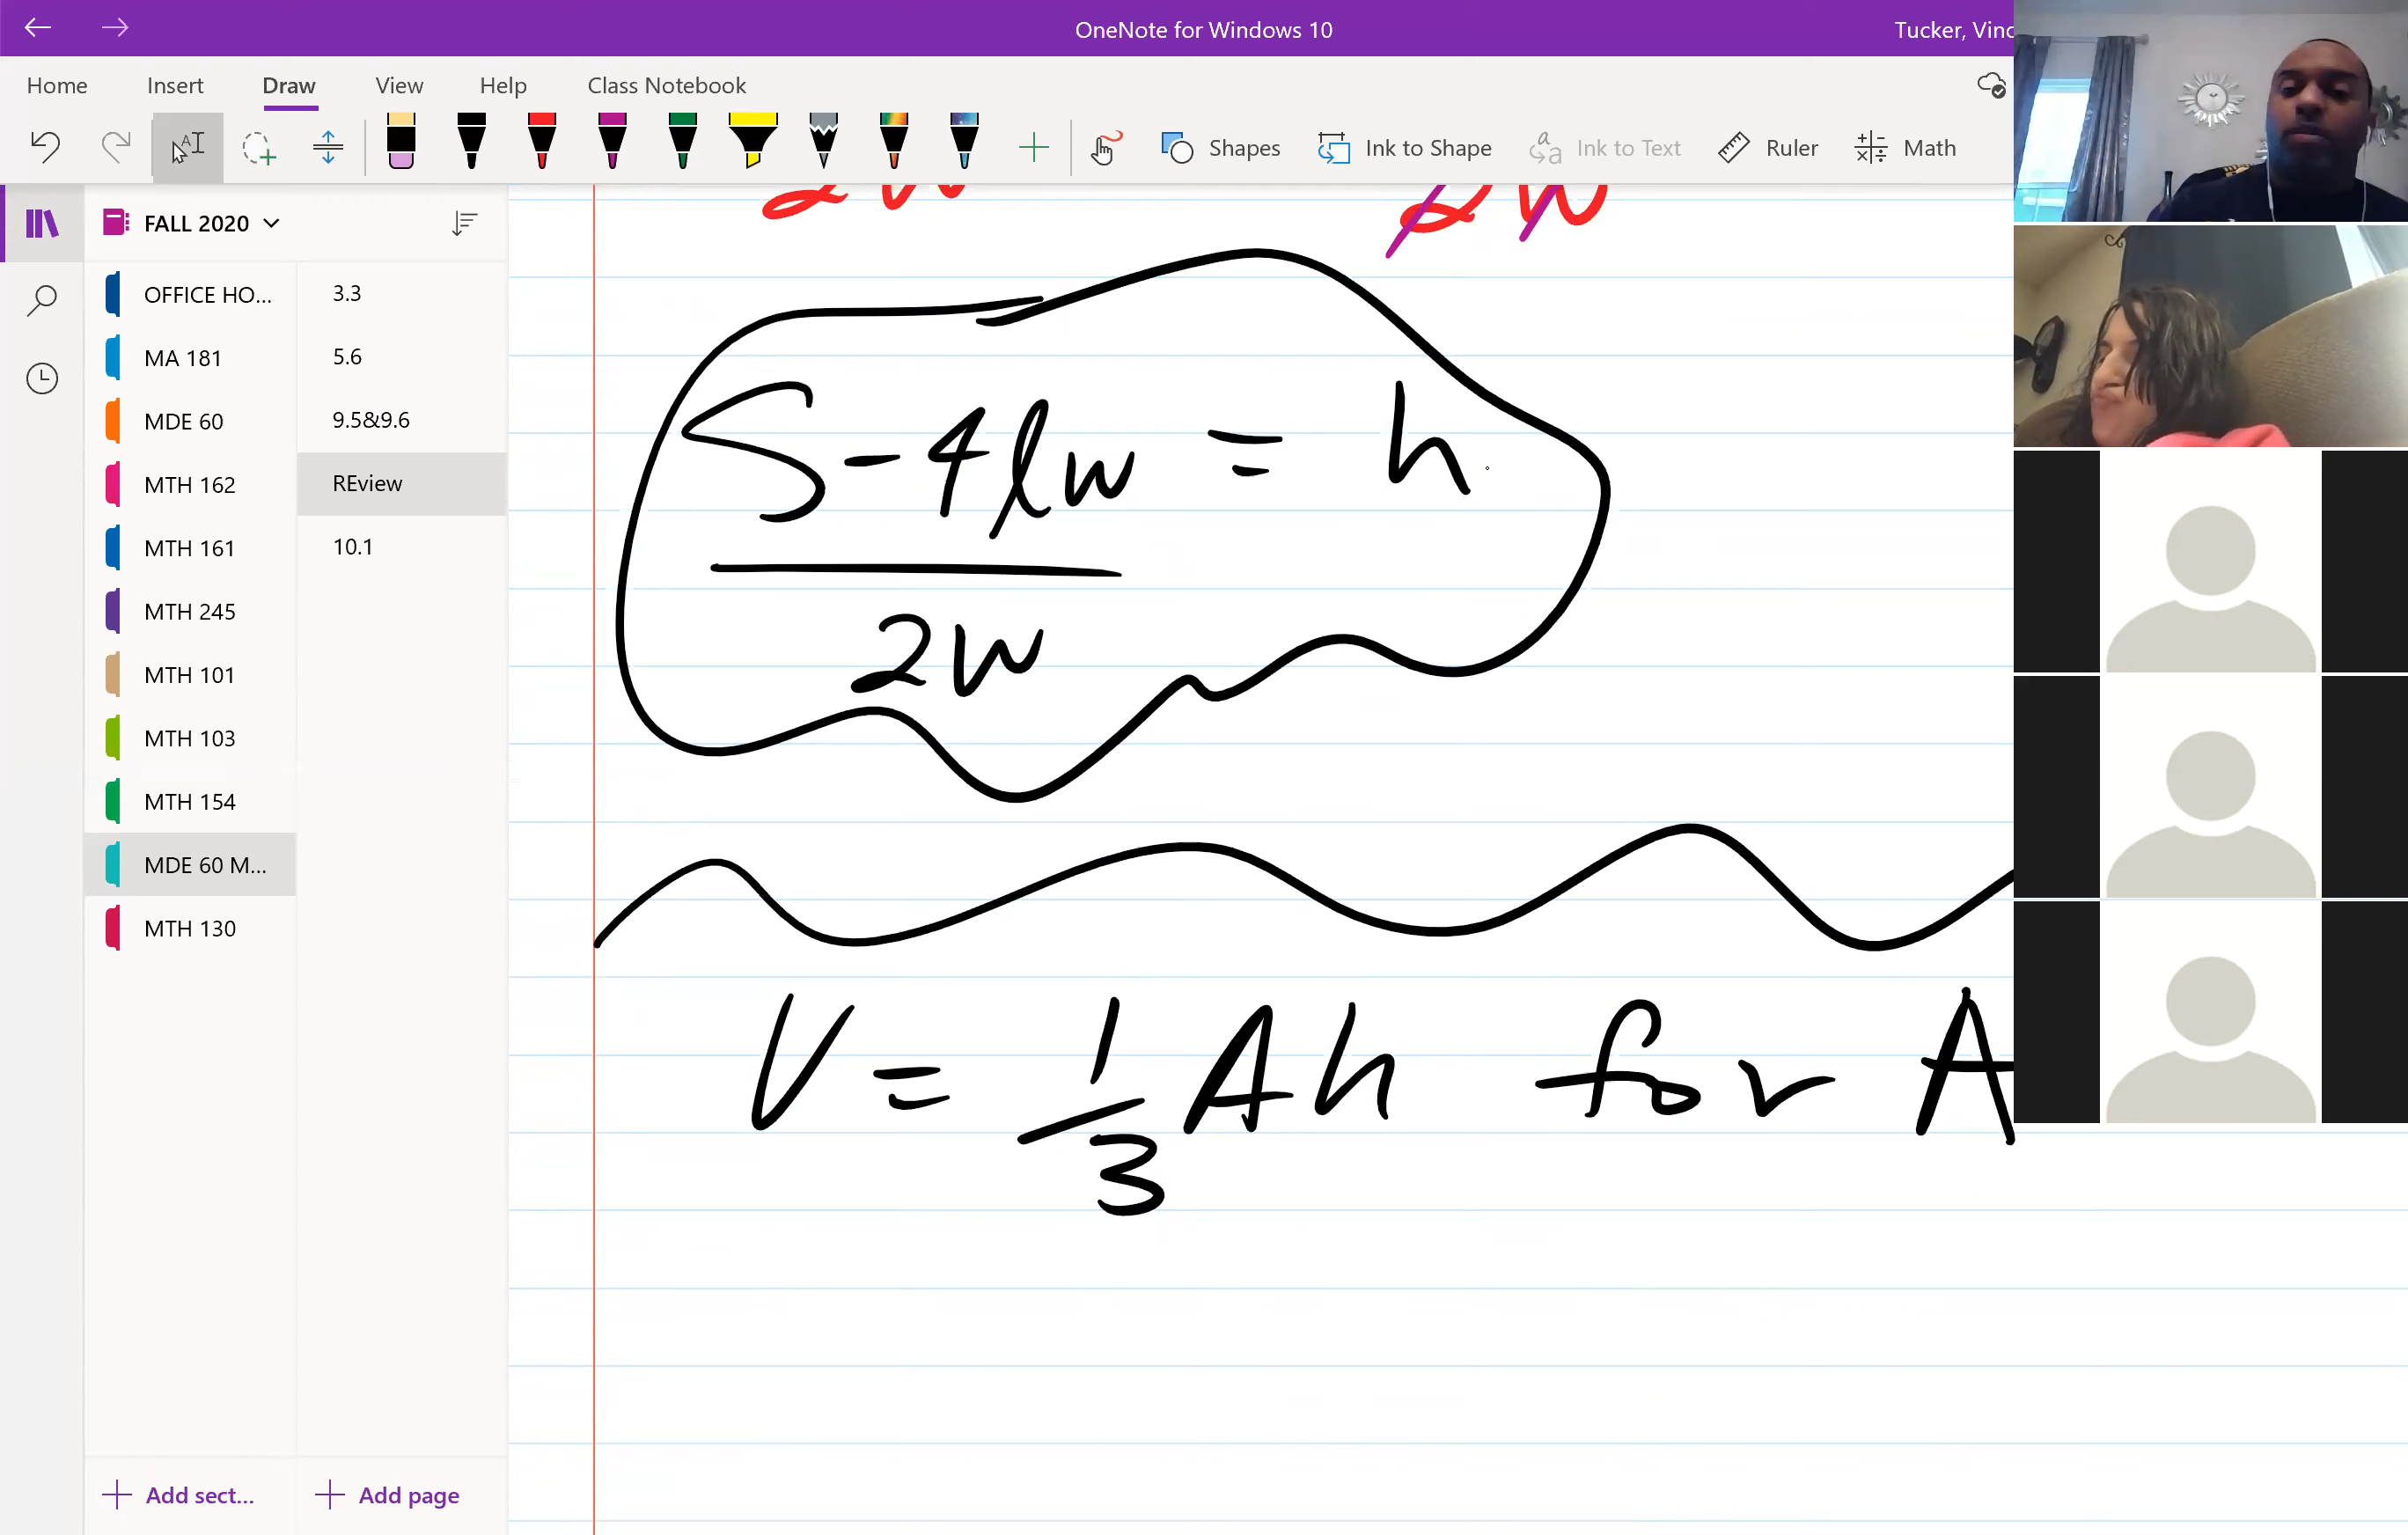 OneNote for Windows 10
Tucker, Vinc
Home Insert Draw View Help Class Notebook
Shapes Ink to Shape Ink to Text Ruler Math
FALL 2020
OFFICE HO...
MA 181
MDE 60
MTH 162
MTH 161
MTH 245
MTH 101
MTH 103
MTH 154
MDE 60 M...
MTH 130
Add sect...
3.3
5.6
9.5&9.6
REview
10.1
Add page
2w 2w
S-4lw = h
2w
V = 1/3 Ah for A